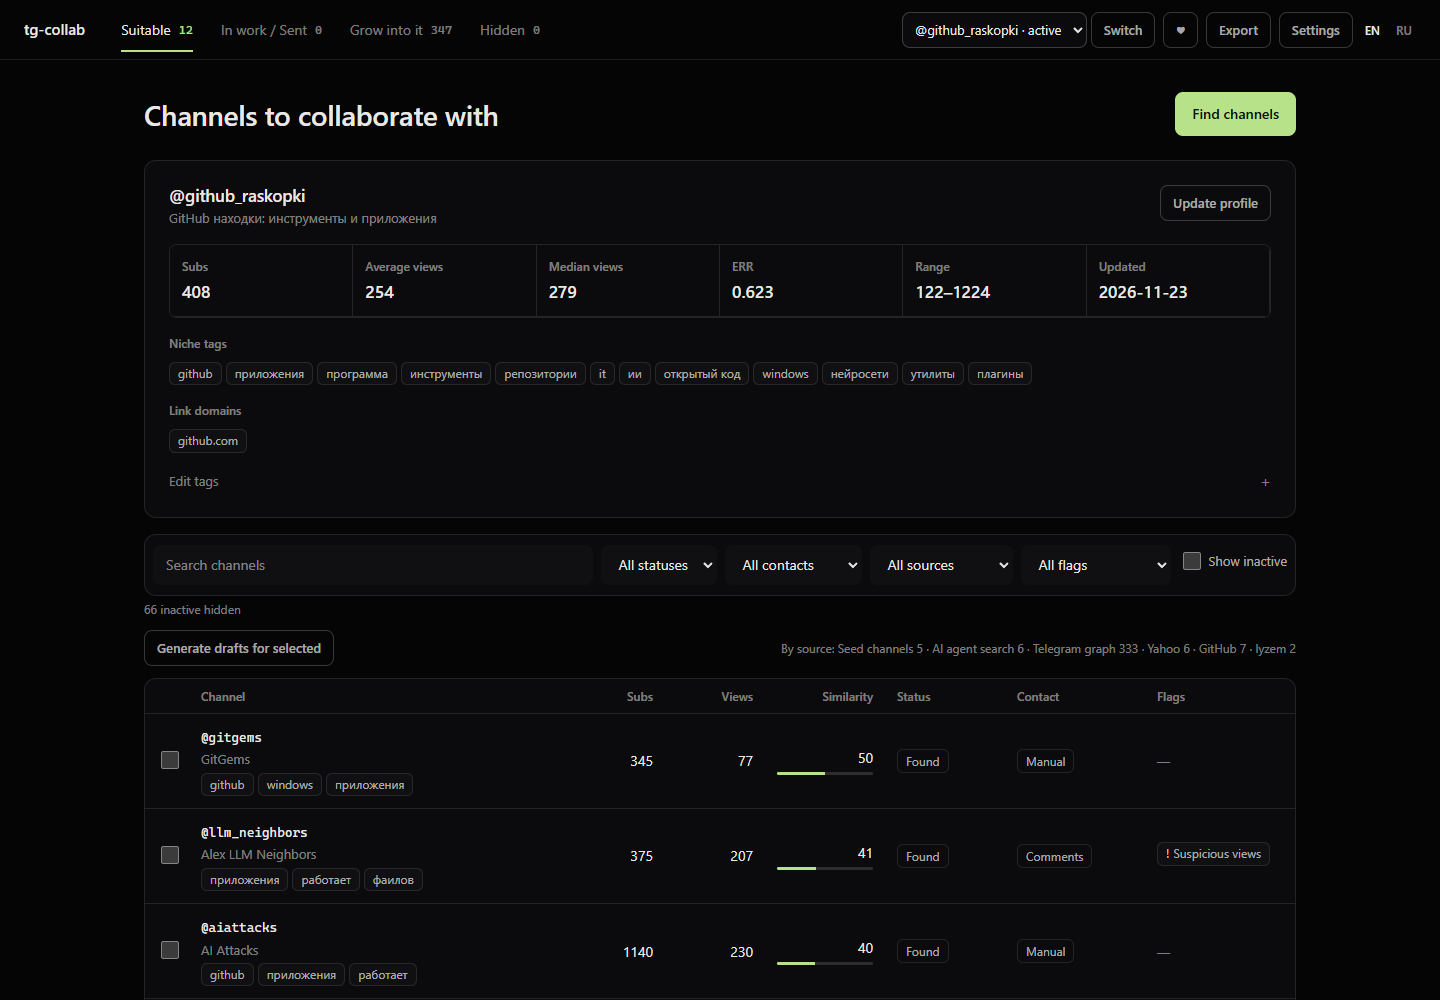 tg-collab Suitable 12 In work / Sent 0 Grow into it 347 Hidden 0 @github_raskopki · active Switch ♥ Export Settings EN RU
Channels to collaborate with Find channels
@github_raskopki
GitHub находки: инструменты и приложения
Update profile
Subs Average views Median views ERR Range Updated
408 254 279 0.623 122–1224 2026-11-23
Niche tags
github приложения программа инструменты репозитории it ии открытый код windows нейросети утилиты плагины
Link domains
github.com
Edit tags +
Search channels All statuses All contacts All sources All flags Show inactive
66 inactive hidden
Generate drafts for selected By source: Seed channels 5 · AI agent search 6 · Telegram graph 333 · Yahoo 6 · GitHub 7 · lyzem 2
Channel Subs Views Similarity Status Contact Flags
@gitgems
GitGems
github windows приложения
345 77 50 Found Manual —
@llm_neighbors
Alex LLM Neighbors
приложения работает фаилов
375 207 41 Found Comments ! Suspicious views
@aiattacks
AI Attacks
github приложения работает
1140 230 40 Found Manual —